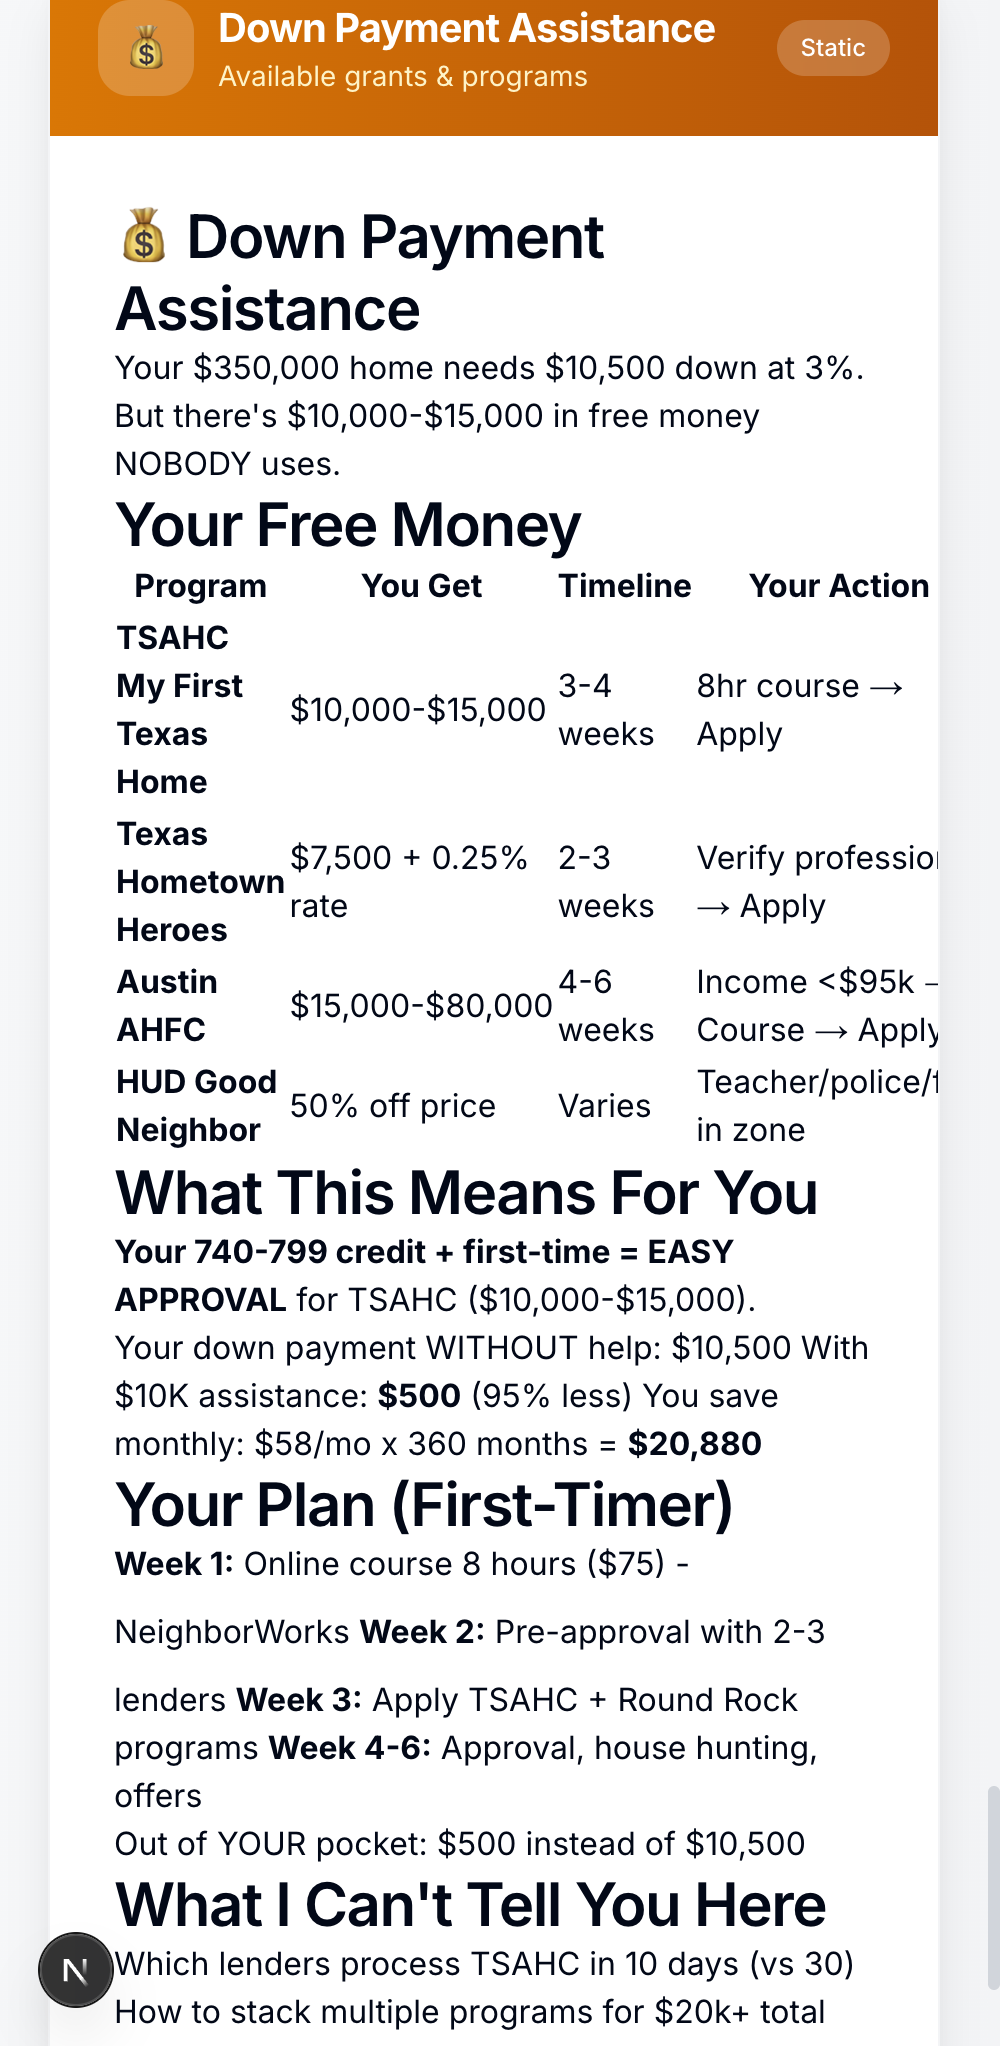 Down Payment Assistance
Available grants & programs
Static
💰 Down Payment
Assistance
Your $350,000 home needs $10,500 down at 3%.
But there's $10,000-$15,000 in free money
NOBODY uses.
Your Free Money
Program You Get Timeline Your Action
TSAHC
My First
Texas
Home
$10,000-$15,000
3-4
weeks
8hr course →
Apply
Texas
Hometown
Heroes
$7,500 + 0.25%
rate
2-3
weeks
Verify
→ Apply
Austin
AHFC
$15,000-$80,000
4-6
weeks
Income <$95k
Course → Apply
HUD Good
Neighbor
50% off price
Varies
Teacher/police/
in zone
What This Means For You
Your 740-799 credit + first-time = EASY
APPROVAL for TSAHC ($10,000-$15,000).
Your down payment WITHOUT help: $10,500 With
$10K assistance: $500 (95% less) You save
monthly: $58/mo x 360 months = $20,880
Your Plan (First-Timer)
Week 1: Online course 8 hours ($75) -
NeighborWorks Week 2: Pre-approval with 2-3
lenders Week 3: Apply TSAHC + Round Rock
programs Week 4-6: Approval, house hunting,
offers
Out of YOUR pocket: $500 instead of $10,500
What I Can't Tell You Here
N
Which lenders process TSAHC in 10 days (vs 30)
How to stack multiple programs for $20k+ total